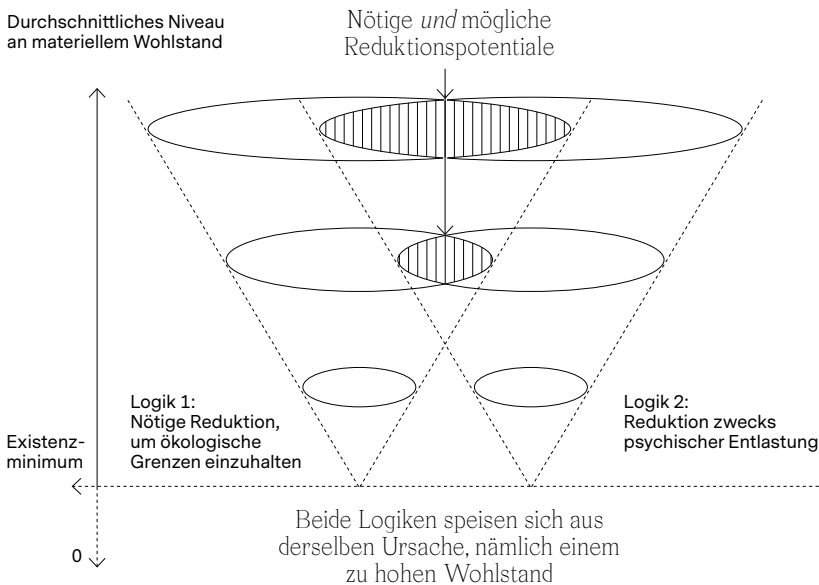 Durchschnittliches Niveau
an materiellem Wohlstand
Nötige und mögliche
Reduktionspotentiale
Logik 1:
Nötige Reduktion,
um ökologische
Grenzen einzuhalten
Logik 2:
Reduktion zwecks
psychischer Entlastung
Existenz-
minimum
0
Beide Logiken speisen sich aus
derselben Ursache, nämlich einem
zu hohen Wohlstand